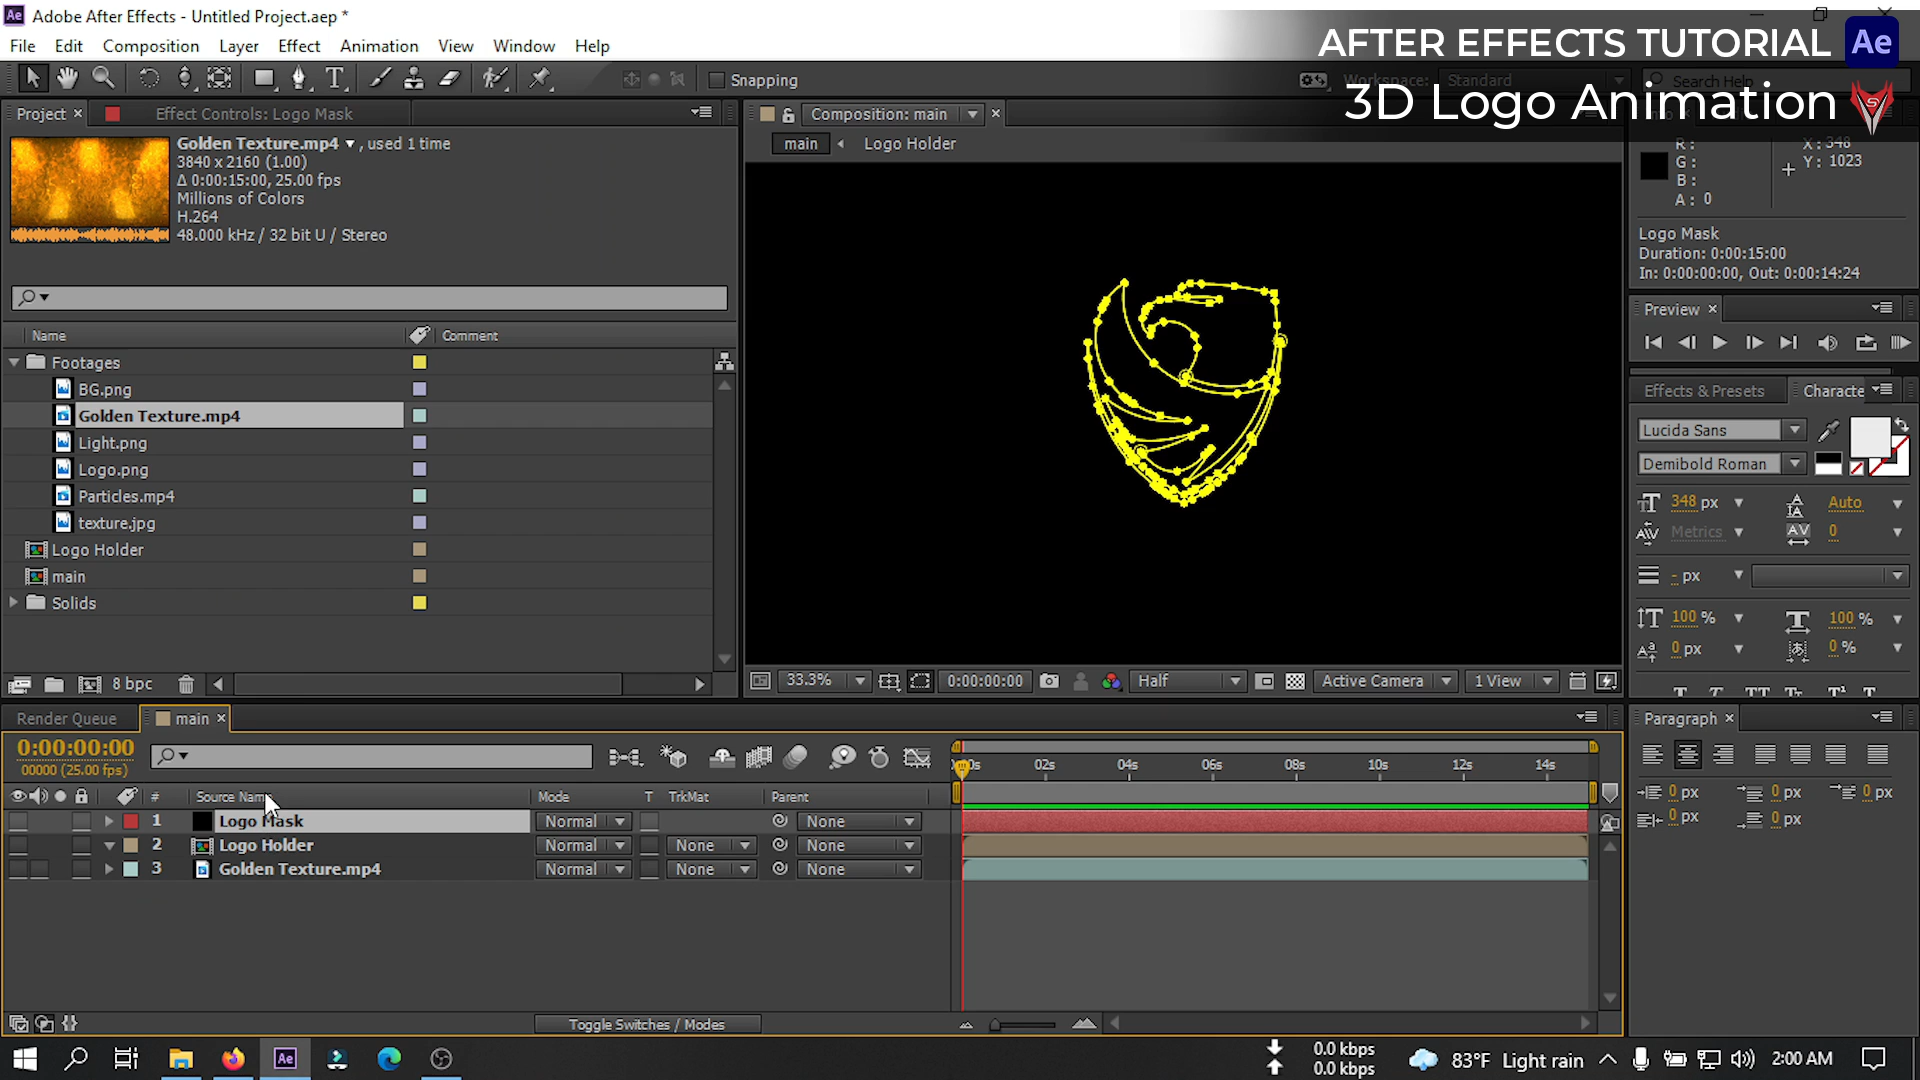 Adobe After Effects - Untitled Project.aep *
File Edit Composition Layer Effect Animation View Window Help
AFTER EFFECTS TUTORIAL Ae
3D Logo Animation
Snapping
Workspace: Standard
Search Help
Project
Effect Controls: Logo Mask
Composition: main
main
Logo Holder
Golden Texture.mp4 , used 1 time
3840 x 2160 (1.00)
Δ 0:00:15:00, 25.00 fps
Millions of Colors
H.264
48.000 kHz / 32 bit U / Stereo
Name
Comment
Footages
BG.png
Golden Texture.mp4
Light.png
Logo.png
Particles.mp4
texture.jpg
Logo Holder
main
Solids
8 bpc
33.3%
0:00:00:00
Half
Active Camera
1 View
R :
G :
B :
A : 0
X : 348
Y : 1023
Logo Mask
Duration: 0:00:15:00
In: 0:00:00:00, Out: 0:00:14:24
Preview
Effects & Presets
Characte
Lucida Sans
Demibold Roman
348 px
Auto
Metrics
0
- px
100 %
100 %
0 px
0 %
Paragraph
0 px
0 px
0 px
0 px
0 px
Render Queue
main
0:00:00:00
00000 (25.00 fps)
0s 02s 04s 06s 08s 10s 12s 14s
# Source Name Mode T TrkMat Parent
1 Logo Mask Normal None
2 Logo Holder Normal None None
3 Golden Texture.mp4 Normal None None
Toggle Switches / Modes
0.0 kbps
0.0 kbps
83°F Light rain
2:00 AM